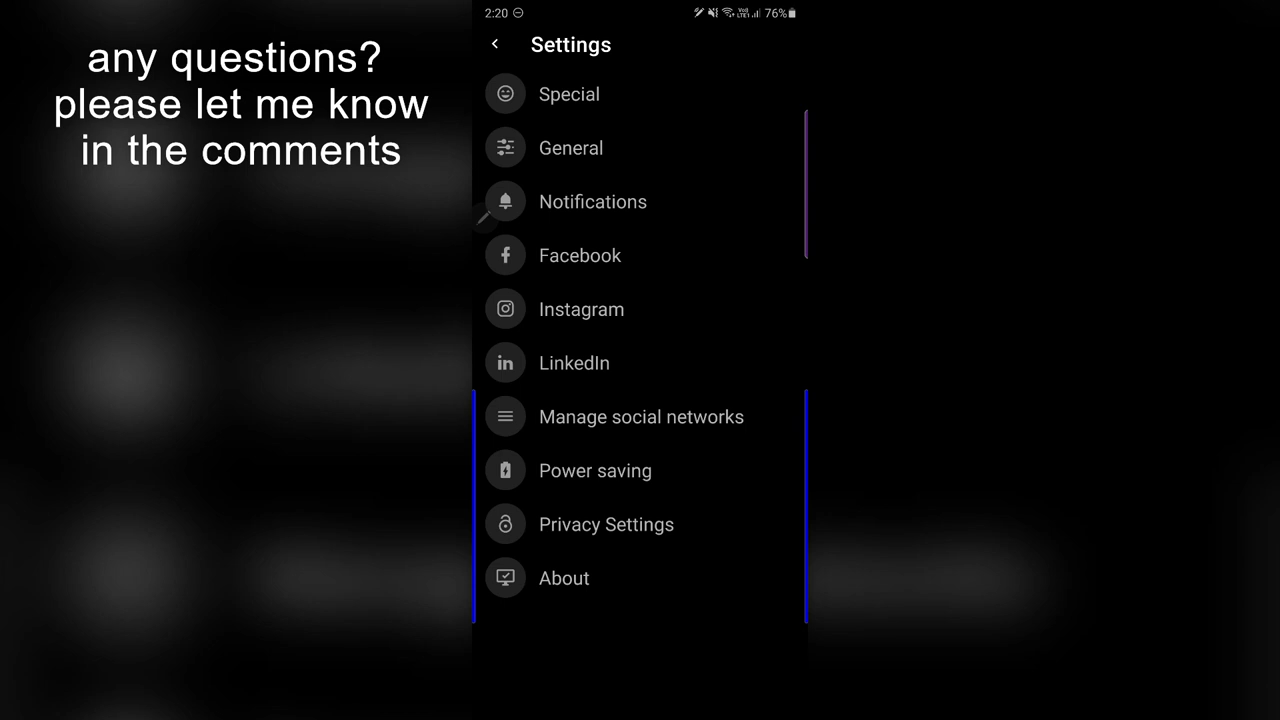 any questions?
please let me know
in the comments
2:20
76%
Settings
Special
General
Notifications
Facebook
Instagram
LinkedIn
Manage social networks
Power saving
Privacy Settings
About